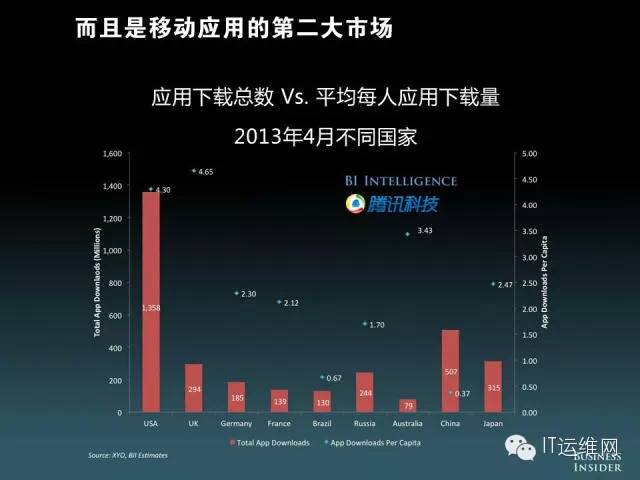 而且是移动应用的第二大市场
应用下载总数 Vs. 平均每人应用下载量
2013年4月不同国家
BI INTELLIGENCE
腾讯科技
Total App Downlaods (Millions)
1,600
1,400
1,200
1,000
800
600
400
200
0
4.30
4.65
2.30
2.12
0.67
1.70
3.43
0.37
2.47
1,358
294
185
139
130
244
79
507
315
5.00
4.50
4.00
3.50
3.00
2.50
2.00
1.50
1.00
0.50
0.00
App Downloads Per Capita
USA UK Germany France Brazil Russia Australia China Japan
Total App Downloads App Downloads Per Capita
Source: XYO, BII Estimates
IT运维网
BUSINESS
INSIDER